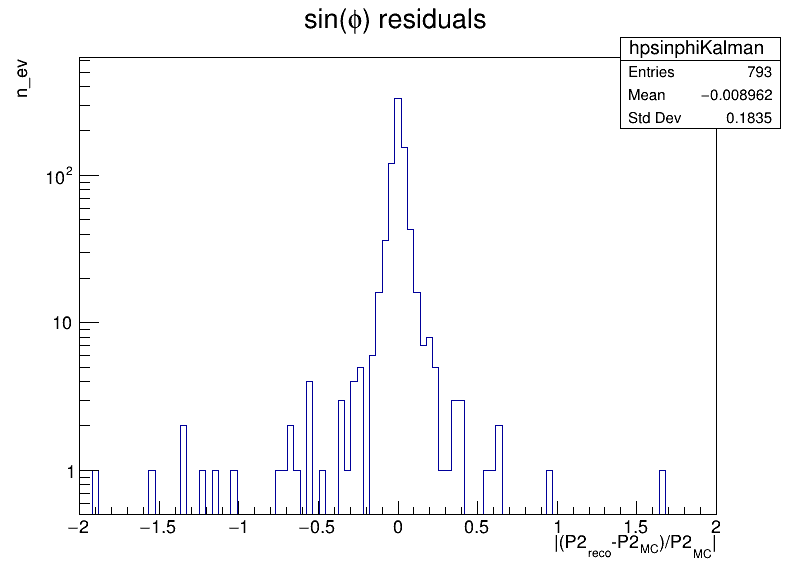 sin(ϕ) residuals
hpsinphiKalman
Entries 793
Mean −0.008962
Std Dev 0.1835
n_ev
10²
10
1
−2 −1.5 −1 −0.5 0 0.5 1 1.5 2
|(P2reco-P2MC)/P2MC|